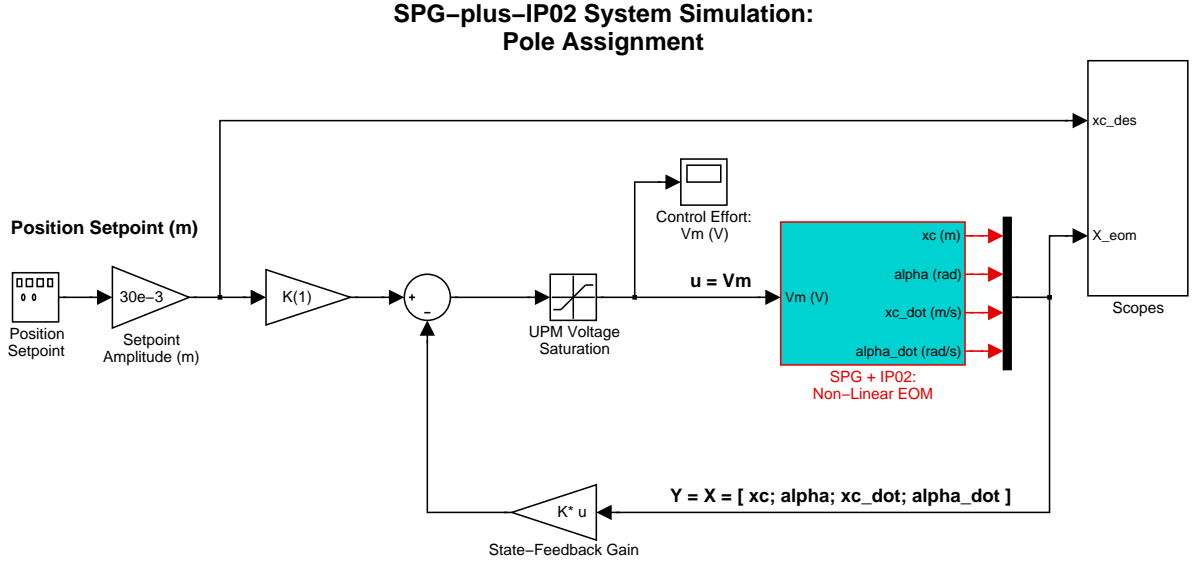 SPG−plus−IP02 System Simulation:
Pole Assignment
xc_des
Control Effort:
Vm (V)
Position Setpoint (m)
X_eom
xc (m)
alpha (rad)
xc_dot (m/s)
alpha_dot (rad/s)
Vm (V)
u = Vm
30e−3
K(1)
+
−
Position
Setpoint
Setpoint
Amplitude (m)
UPM Voltage
Saturation
Scopes
SPG + IP02:
Non−Linear EOM
Y = X = [ xc; alpha; xc_dot; alpha_dot ]
K* u
State−Feedback Gain